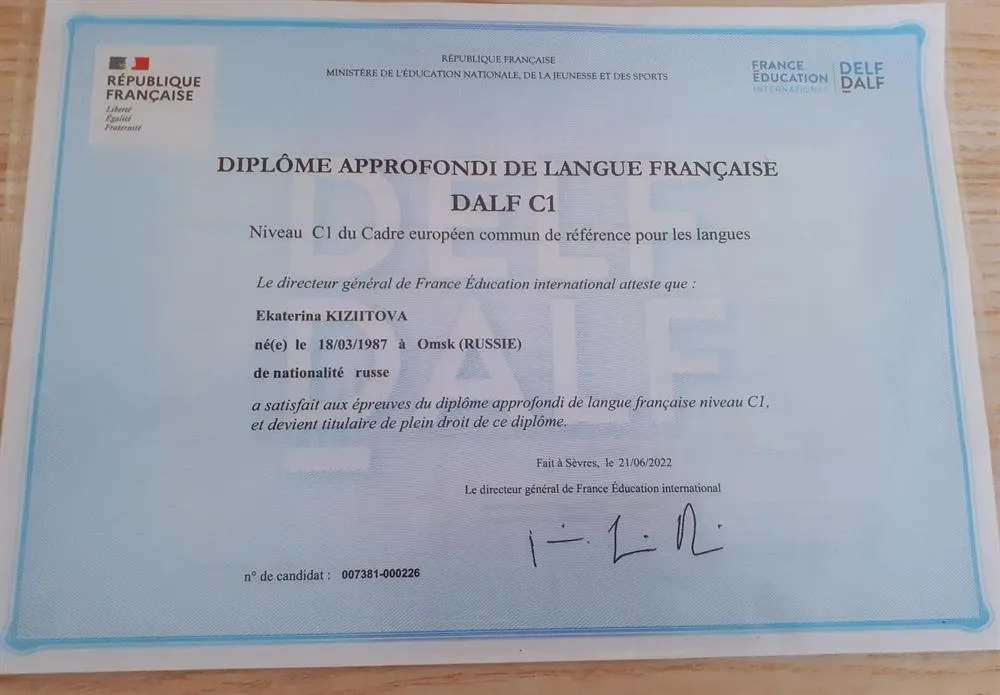 RÉPUBLIQUE
FRANÇAISE
Liberté
Égalité
Fraternité
RÉPUBLIQUE FRANÇAISE
MINISTÈRE DE L'ÉDUCATION NATIONALE, DE LA JEUNESSE ET DES SPORTS
FRANCE
ÉDUCATION
INTERNATIONAL
DELF
DALF
DIPLÔME APPROFONDI DE LANGUE FRANÇAISE
DALF C1
Niveau C1 du Cadre européen commun de référence pour les langues
Le directeur général de France Éducation international atteste que :
Ekaterina KIZIITOVA
né(e) le 18/03/1987 à Omsk (RUSSIE)
de nationalité russe
a satisfait aux épreuves du diplôme approfondi de langue française niveau C1,
et devient titulaire de plein droit de ce diplôme.
Fait à Sèvres, le 21/06/2022
Le directeur général de France Éducation international
n° de candidat : 007381-000226
DELF
DALF